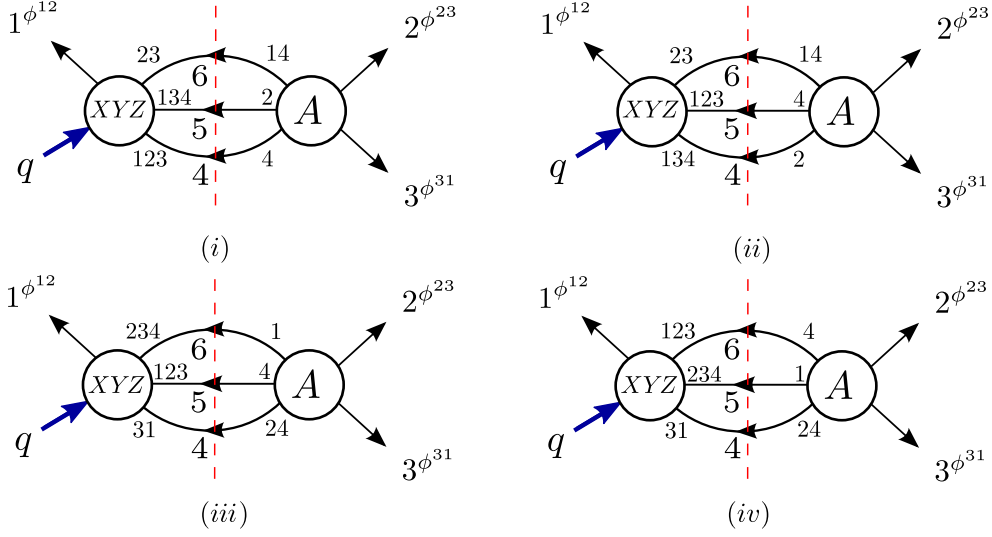 1^{ϕ^{12}} 23 6 14 2^{ϕ^{23}}
XYZ 134 2 A
q 5
123 4 4 3^{ϕ^{31}}
(i)
1^{ϕ^{12}} 23 6 14 2^{ϕ^{23}}
XYZ 123 4 A
q 5
134 4 2 3^{ϕ^{31}}
(ii)
1^{ϕ^{12}} 234 6 1 2^{ϕ^{23}}
XYZ 123 4 A
q 5
31 4 24 3^{ϕ^{31}}
(iii)
1^{ϕ^{12}} 123 6 4 2^{ϕ^{23}}
XYZ 234 1 A
q 5
31 4 24 3^{ϕ^{31}}
(iv)